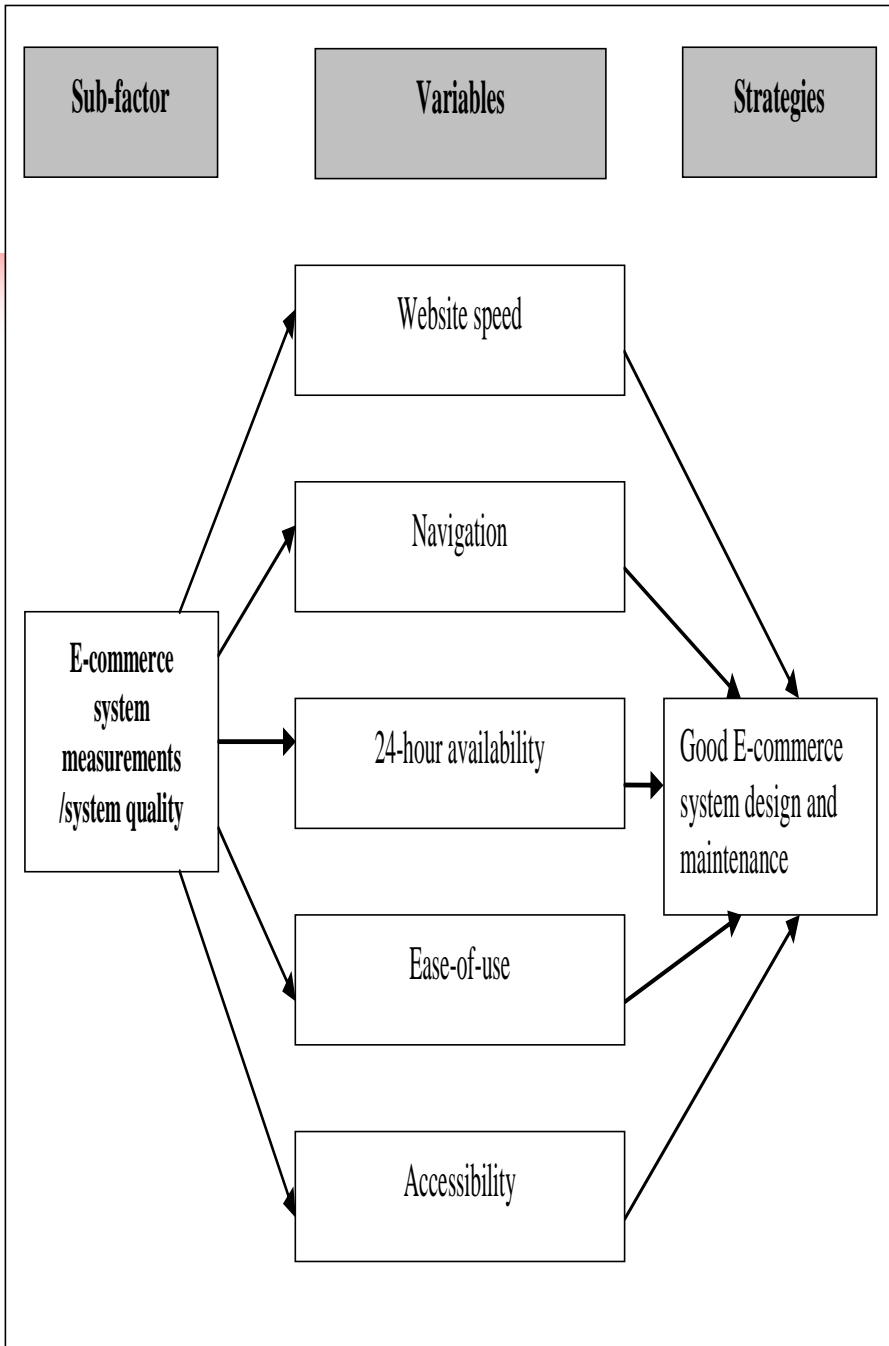 Sub-factor
Variables
Strategies
Website speed
Navigation
E-commerce
system
measurements
/system quality
24-hour availability
Good E-commerce
system design and
maintenance
Ease-of-use
Accessibility